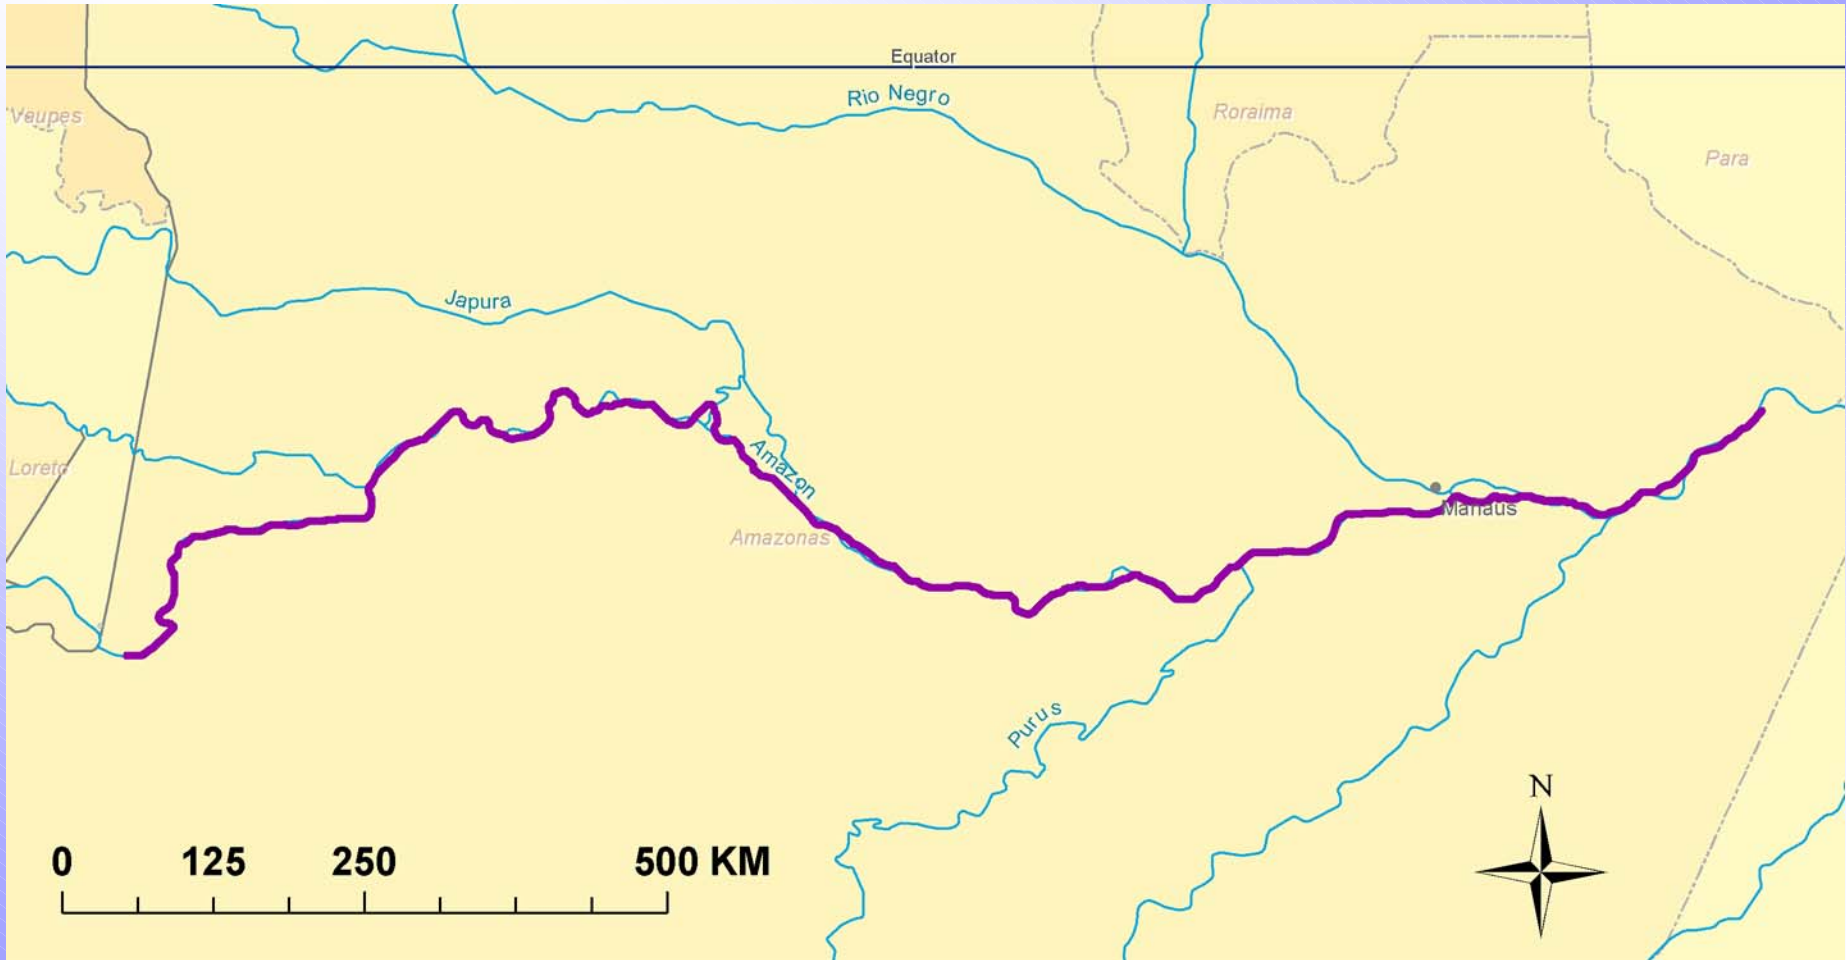 Equator
Rio Negro
Vaupes
Roraima
Para
Japura
Loreto
Amazon
Manaus
Amazonas
Purus
N
0 125 250 500 KM